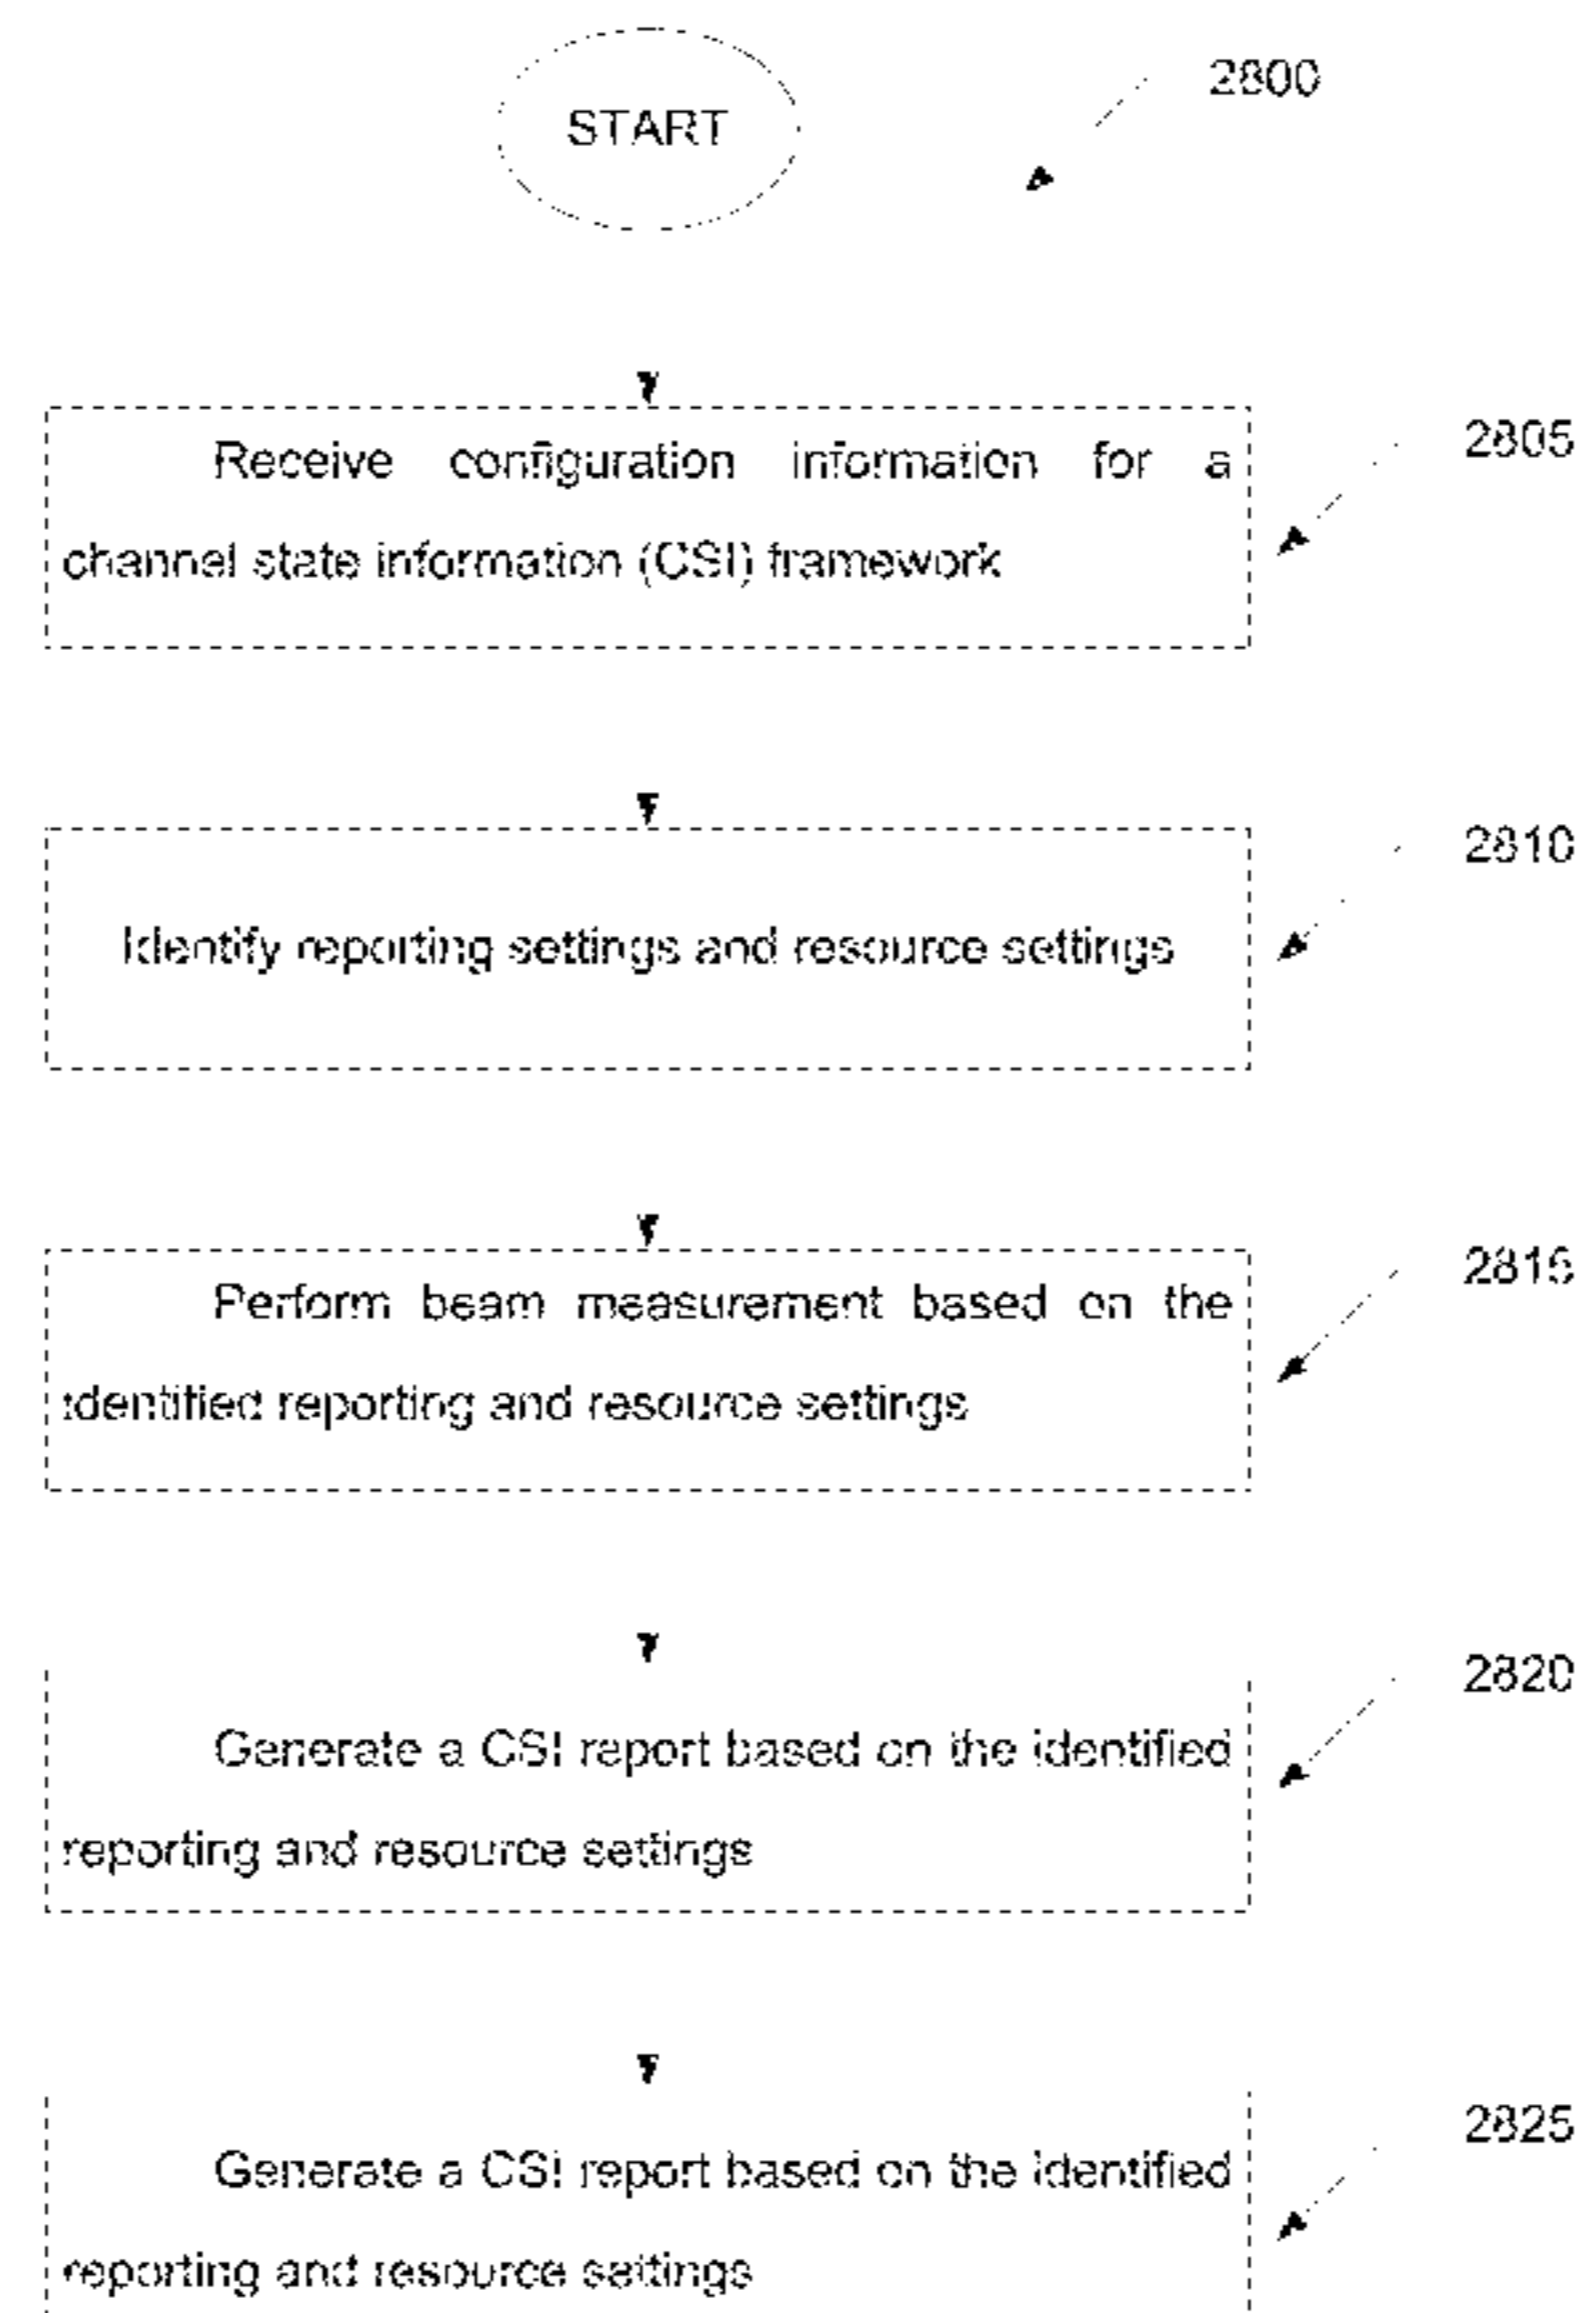 START
2800
Receive configuration information for a
2805
channel state information (CSI) framework
2810
Identify reporting settings and resource settings
2815
Perform beam measurement based on the
identified reporting and resource settings
2820
Generate a CSI report based on the identified
reporting and resource settings
2825
Generate a CSI report based on the identified
reporting and resource settings